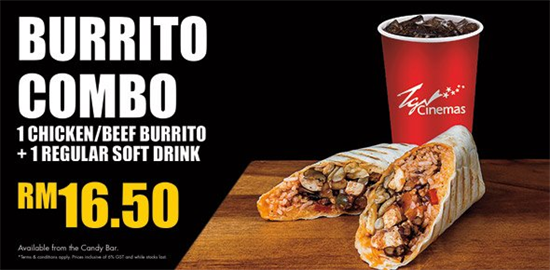 BURRITO
COMBO
1 CHICKEN/BEEF BURRITO
+ 1 REGULAR SOFT DRINK
RM16.50
Available from the Candy Bar.
*Terms & conditions apply. Prices inclusive of 6% GST and while stocks last.
TGV
Cinemas